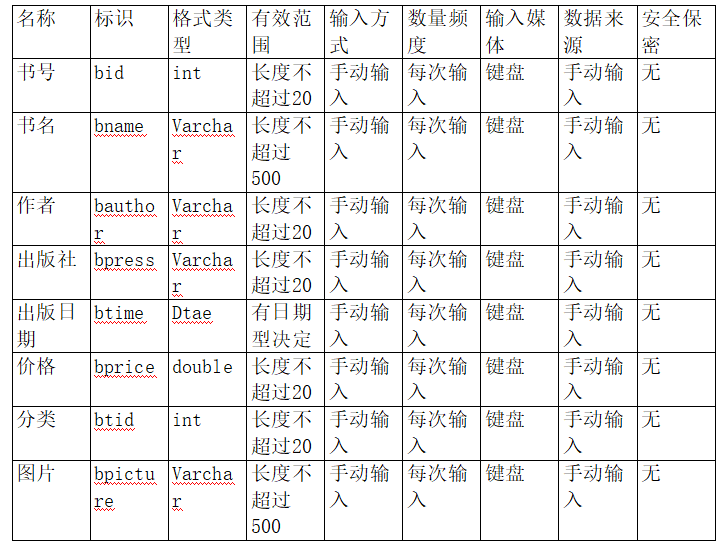 名称 标识 格式类型 有效范围 输入方式 数量频度 输入媒体 数据来源 安全保密
书号 bid int 长度不超过20 手动输入 每次输入 键盘 手动输入 无
书名 bname Varchar 长度不超过500 手动输入 每次输入 键盘 手动输入 无
作者 bauthor Varchar 长度不超过20 手动输入 每次输入 键盘 手动输入 无
出版社 bpress Varchar 长度不超过20 手动输入 每次输入 键盘 手动输入 无
出版日期 btime Dtae 有日期型决定 手动输入 每次输入 键盘 手动输入 无
价格 bprice double 长度不超过20 手动输入 每次输入 键盘 手动输入 无
分类 btid int 长度不超过20 手动输入 每次输入 键盘 手动输入 无
图片 bpicture Varchar 长度不超过500 手动输入 每次输入 键盘 手动输入 无